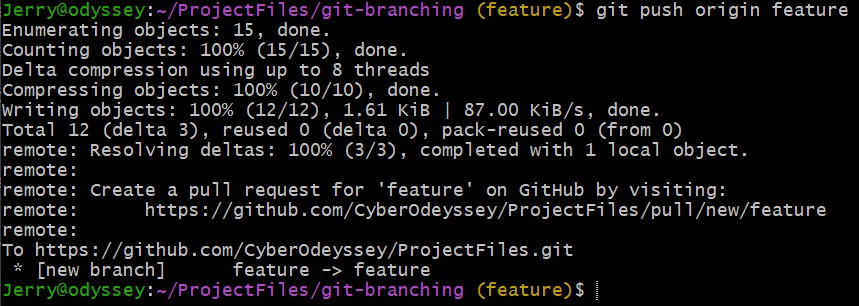 Jerry@odyssey:~/ProjectFiles/git-branching (feature)$ git push origin feature
Enumerating objects: 15, done.
Counting objects: 100% (15/15), done.
Delta compression using up to 8 threads
Compressing objects: 100% (10/10), done.
Writing objects: 100% (12/12), 1.61 KiB | 87.00 KiB/s, done.
Total 12 (delta 3), reused 0 (delta 0), pack-reused 0 (from 0)
remote: Resolving deltas: 100% (3/3), completed with 1 local object.
remote:
remote: Create a pull request for 'feature' on GitHub by visiting:
remote:      https://github.com/CyberOdeyssey/ProjectFiles/pull/new/feature
remote:
To https://github.com/CyberOdeyssey/ProjectFiles.git
 * [new branch]      feature -> feature
Jerry@odyssey:~/ProjectFiles/git-branching (feature)$